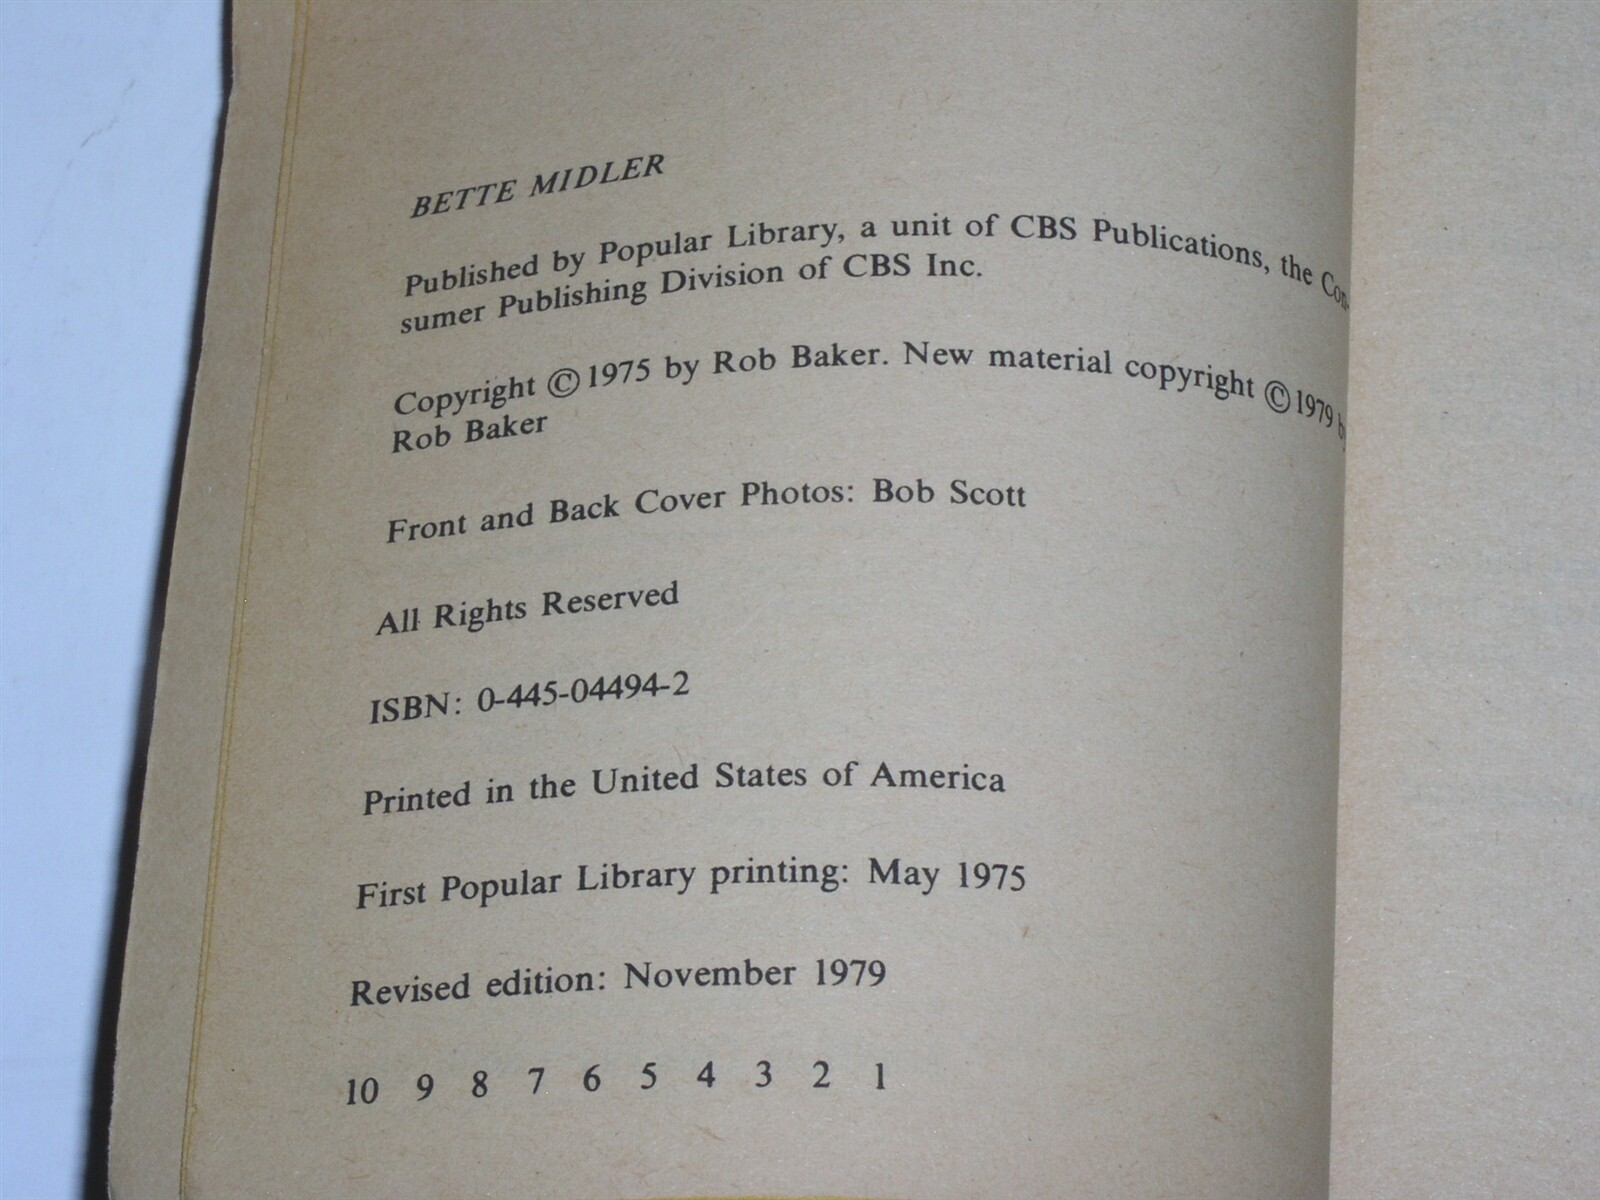 BETTE MIDLER
Published by Popular Library, a unit of CBS Publications, the Con-
sumer Publishing Division of CBS Inc.
Copyright © 1975 by Rob Baker. New material copyright © 1979 by
Rob Baker
Front and Back Cover Photos: Bob Scott
All Rights Reserved
ISBN: 0-445-04494-2
Printed in the United States of America
First Popular Library printing: May 1975
Revised edition: November 1979
10 9 8 7 6 5 4 3 2 1